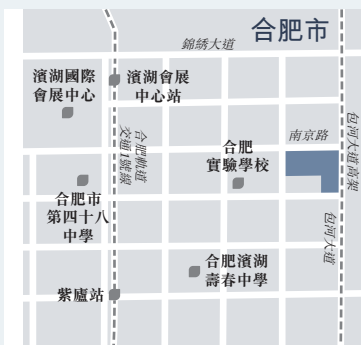 合肥市
錦綉大道
濱湖國際
會展中心
濱湖會展
中心站
合肥軌道
交通1號線
南京路
合肥
實驗學校
包河大道高架
合肥市
第四十八
中學
包河大道
合肥濱湖
壽春中學
紫廬站